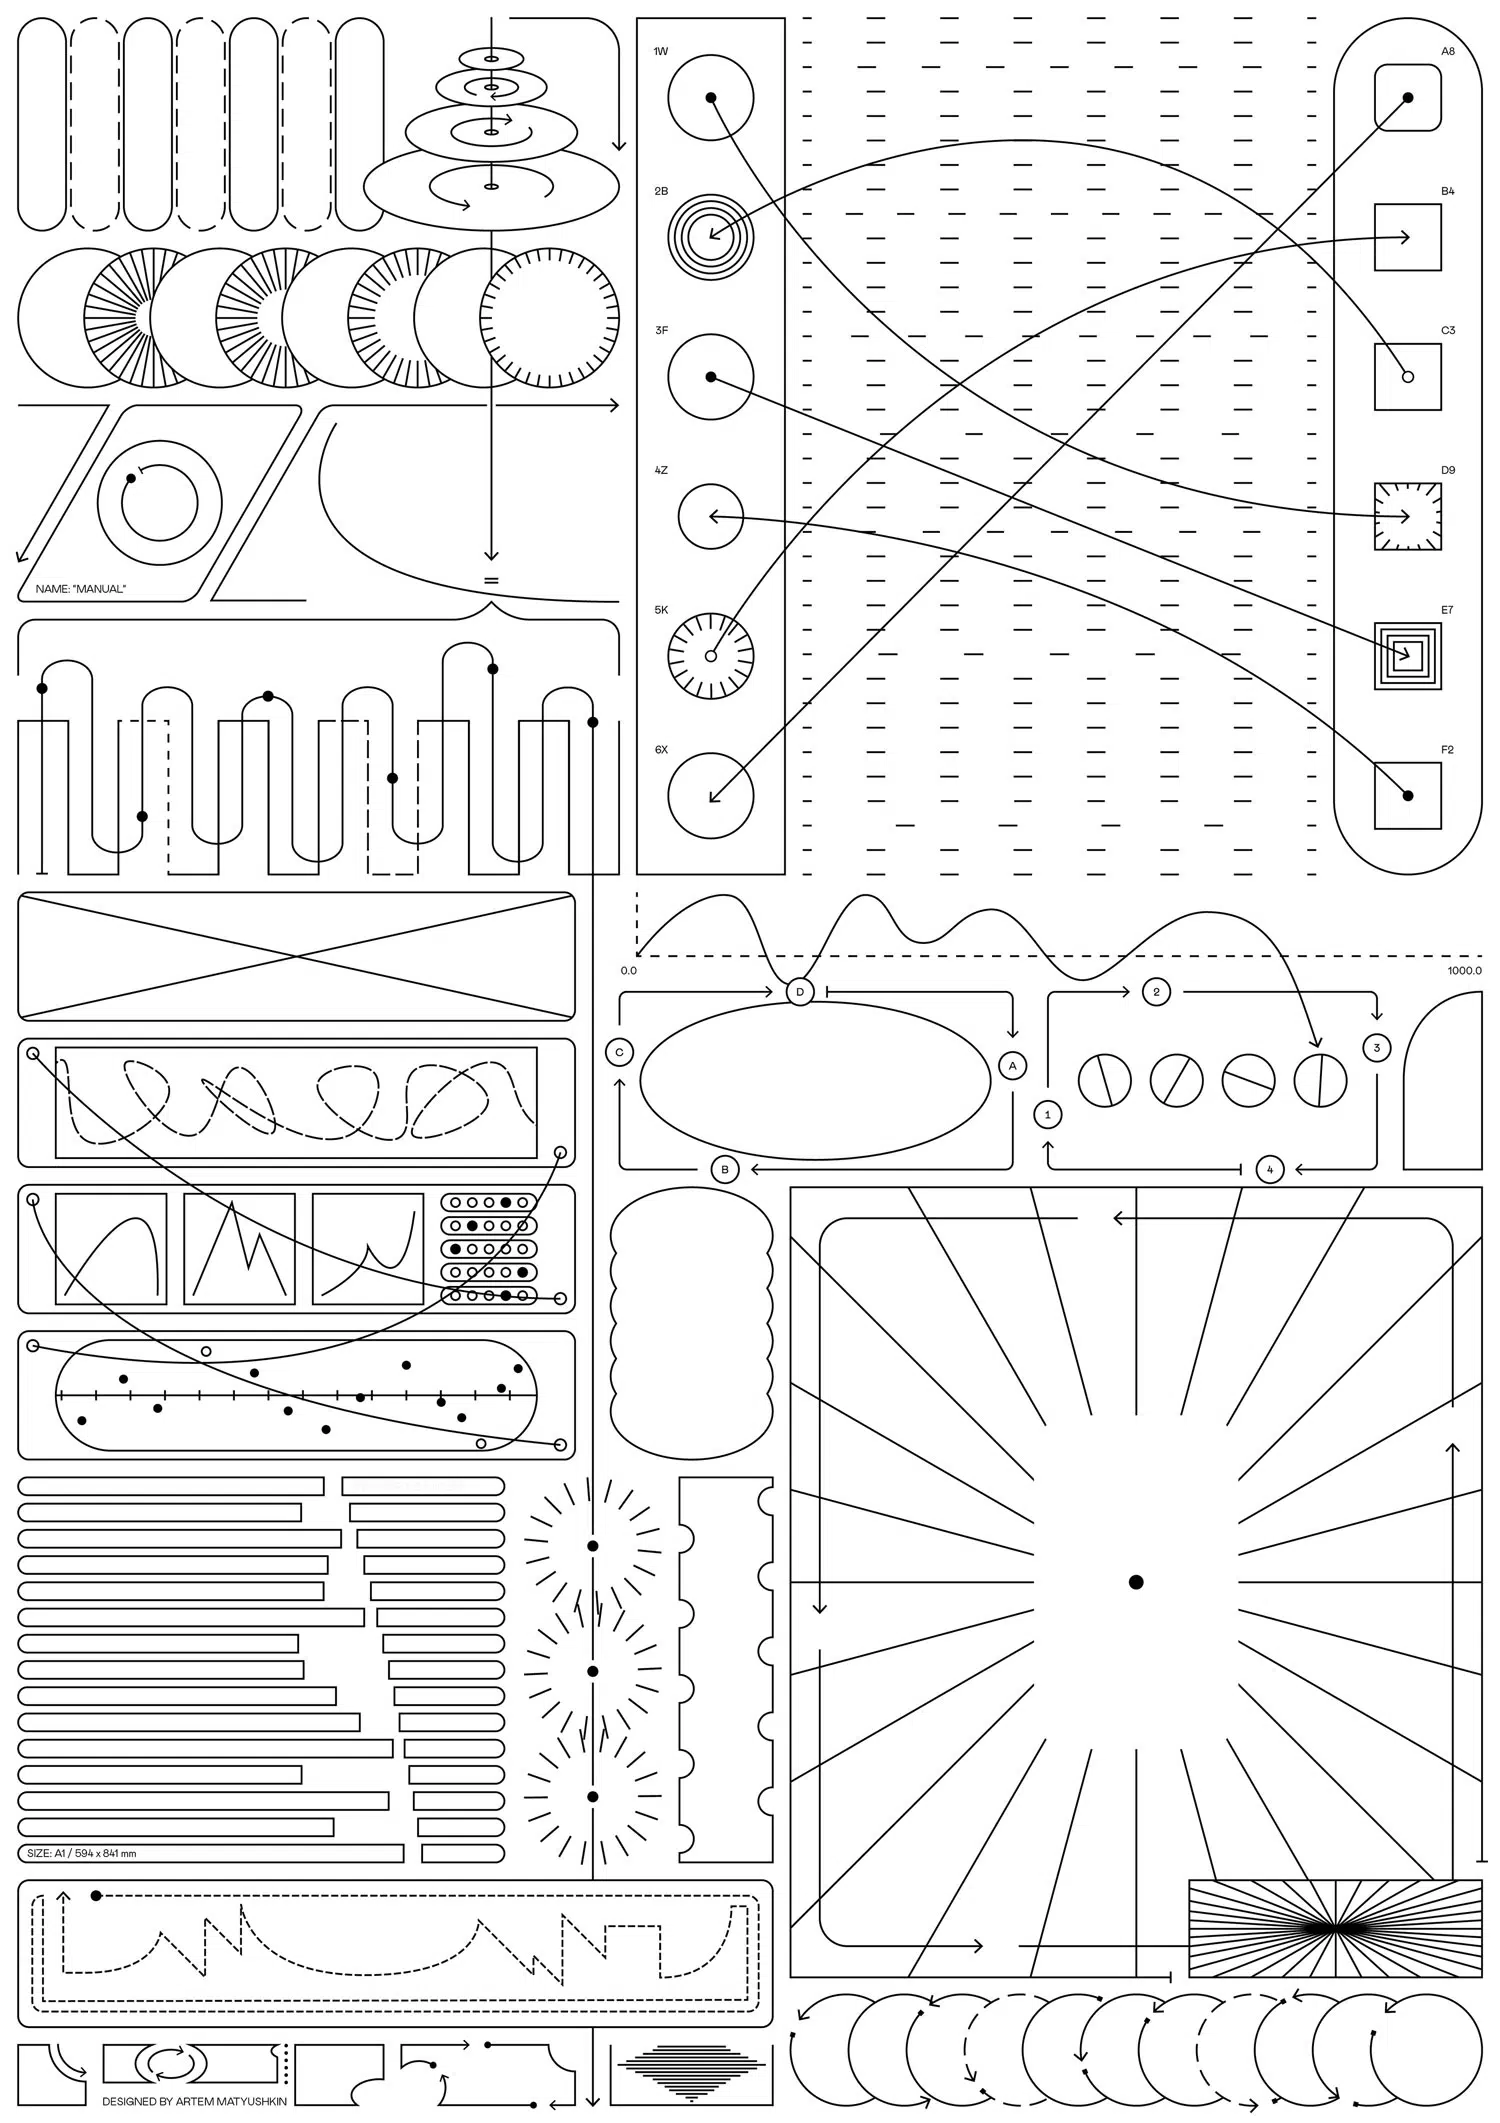 1W
A8
2B
B4
3F
C3
4Z
D9
5K
E7
NAME: "MANUAL"
6X
F2
0.0
1000.0
D
2
C
3
A
1
B
4
SIZE: A1 / 594 x 841 mm
DESIGNED BY ARTEM MATYUSHKIN